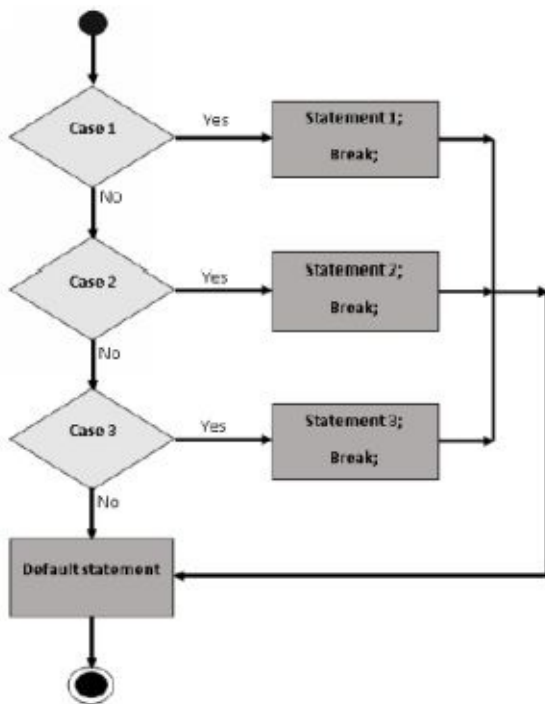 Case 1
Yes
Statement 1;
Break;
No
Case 2
Yes
Statement 2;
Break;
No
Case 3
Yes
Statement 3;
Break;
No
Default statement